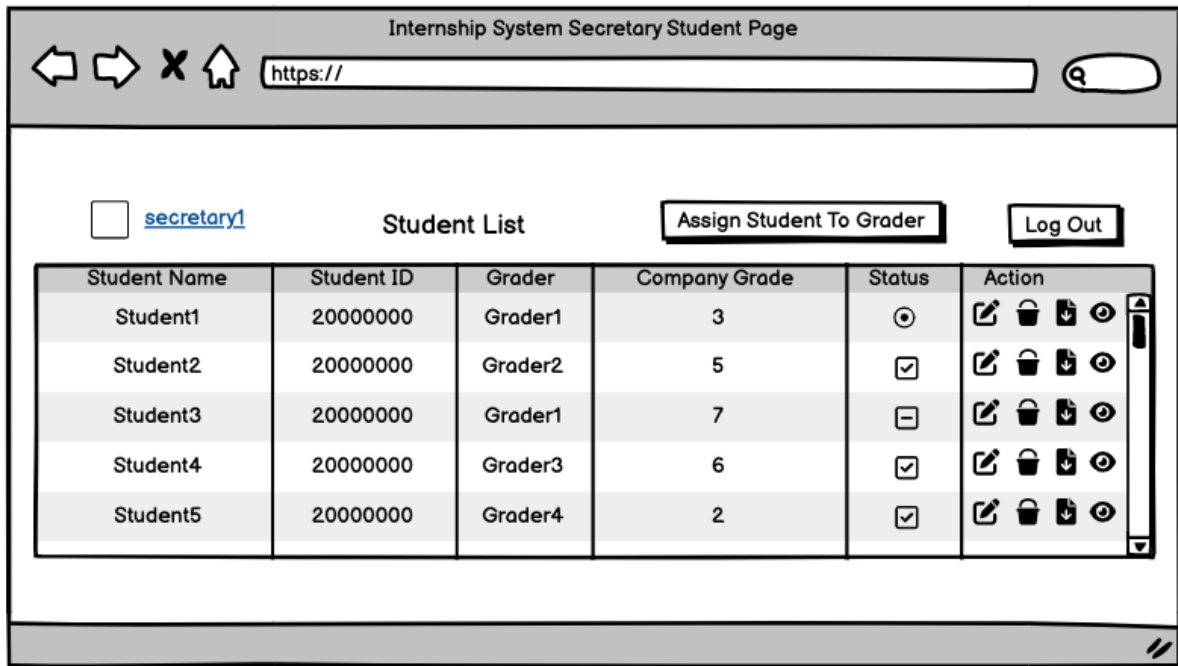 Internship System Secretary Student Page
https://
secretary1
Student List
Assign Student To Grader
Log Out
Student Name Student ID Grader Company Grade Status Action
Student1 20000000 Grader1 3
Student2 20000000 Grader2 5
Student3 20000000 Grader1 7
Student4 20000000 Grader3 6
Student5 20000000 Grader4 2